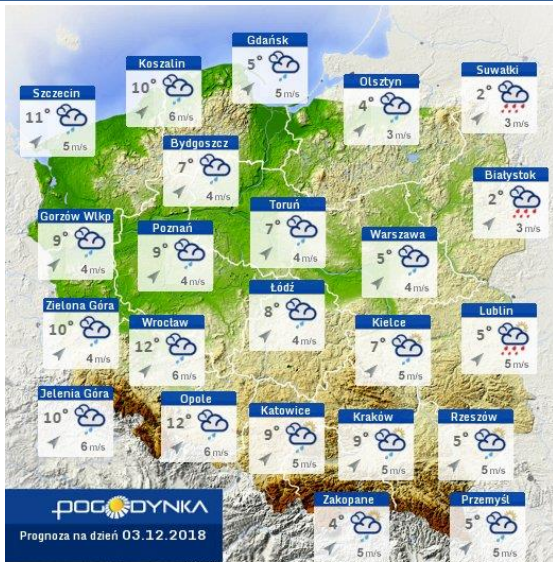 Gdańsk
5°
5 m/s
Koszalin
10°
6 m/s
Suwałki
2°
3 m/s
Olsztyn
4°
3 m/s
Szczecin
11°
5 m/s
Bydgoszcz
7°
4 m/s
Białystok
2°
3 m/s
Toruń
7°
4 m/s
Gorzów Wlkp
9°
4 m/s
Poznań
9°
4 m/s
Warszawa
5°
4 m/s
Łódź
8°
4 m/s
Zielona Góra
10°
4 m/s
Wrocław
12°
6 m/s
Kielce
7°
5 m/s
Lublin
5°
5 m/s
Jelenia Góra
10°
6 m/s
Opole
12°
6 m/s
Katowice
9°
5 m/s
Kraków
9°
5 m/s
Rzeszów
5°
5 m/s
Zakopane
4°
5 m/s
Przemyśl
5°
5 m/s
POGODYNKA
Prognoza na dzień 03.12.2018